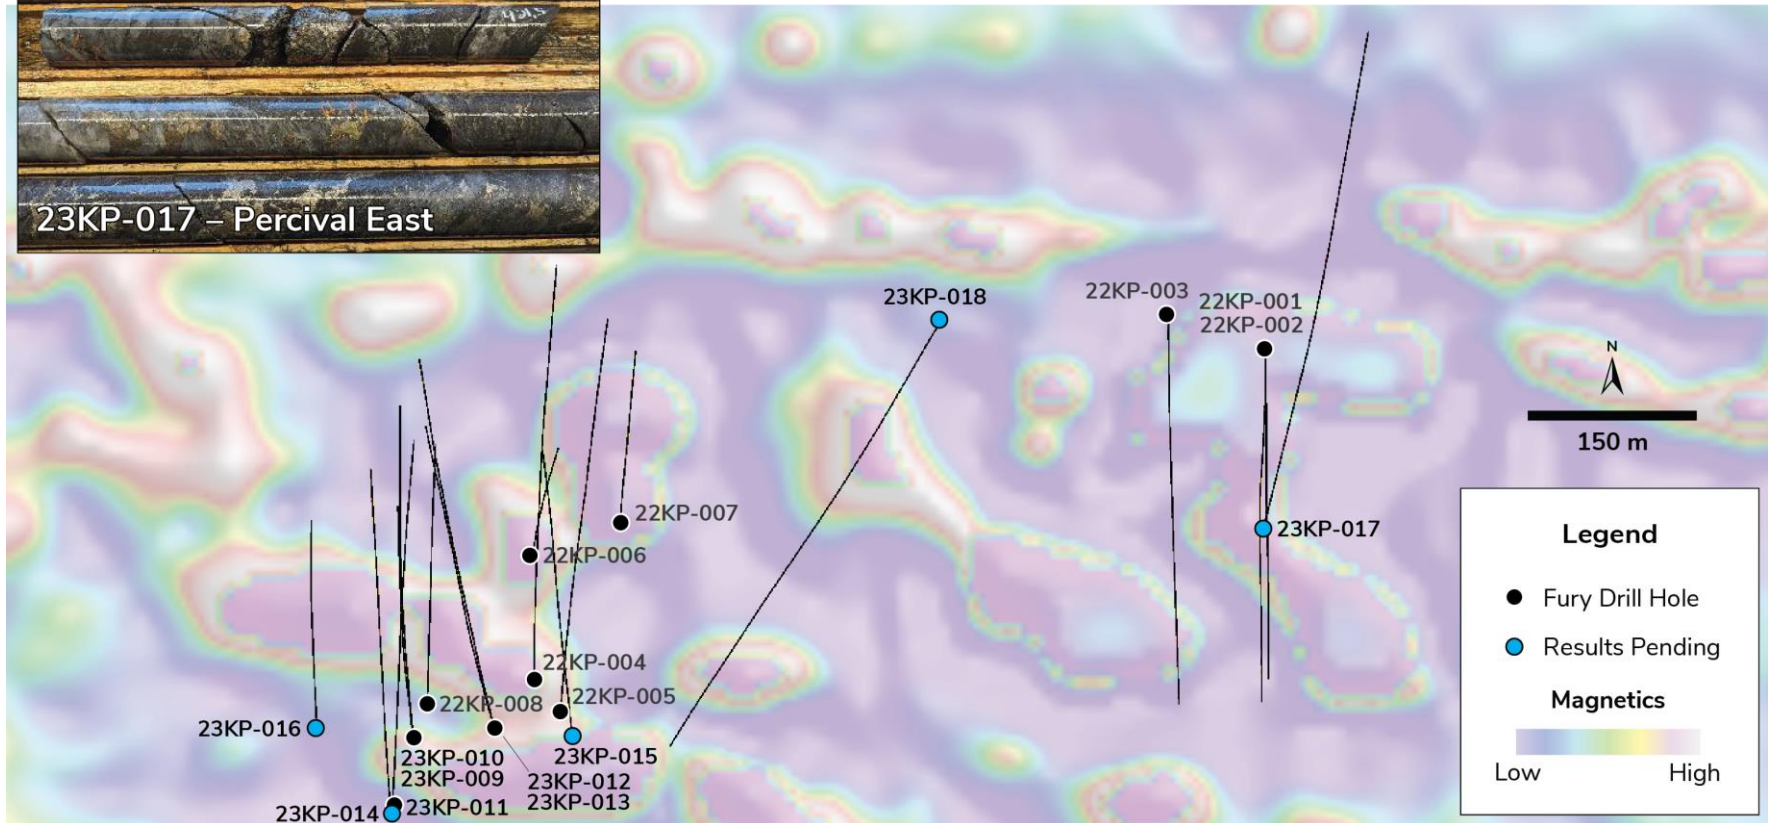 23KP-017 – Percival East
23KP-018
22KP-003
22KP-001
22KP-002
N
150 m
23KP-017
22KP-007
22KP-006
22KP-004
22KP-005
22KP-008
23KP-016
23KP-010
23KP-009
23KP-015
23KP-012
23KP-013
23KP-011
23KP-014
Legend
Fury Drill Hole
Results Pending
Magnetics
Low High